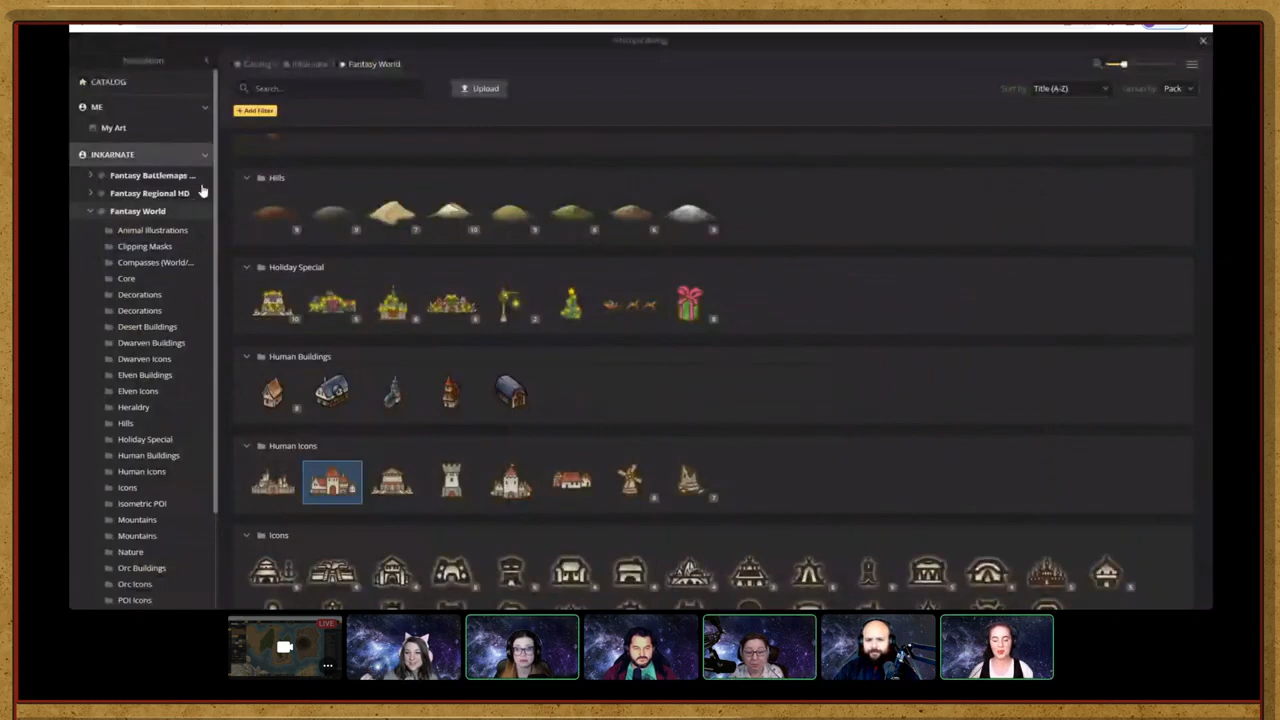 Fantasy World
CATALOG
Search...
Upload
Sort by
Title (A-Z)
Pack
ME
+ Add Filter
My Art
INKARNATE
Fantasy Battlemaps ...
Fantasy Regional HD
Fantasy World
Animal Illustrations
Clipping Masks
Compasses (World/...
Core
Decorations
Decorations
Desert Buildings
Dwarven Buildings
Dwarven Icons
Elven Buildings
Elven Icons
Heraldry
Hills
Holiday Special
Human Buildings
Human Icons
Icons
Isometric POI
Mountains
Mountains
Nature
Orc Buildings
Orc Icons
POI Icons
Hills
Holiday Special
Human Buildings
Human Icons
Icons
LIVE